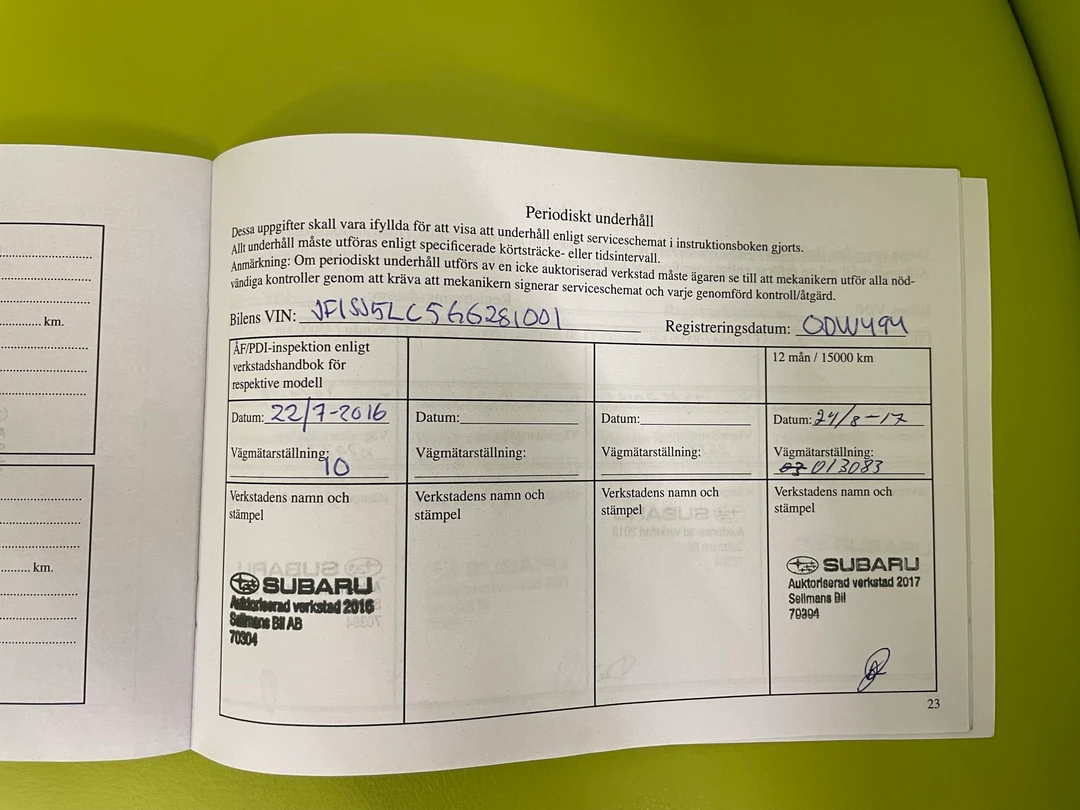 km.
km.
Periodiskt underhåll
Dessa uppgifter skall vara ifyllda för att visa att underhåll enligt serviceschemat i instruktionsboken gjorts.
Allt underhåll måste utföras enligt specificerade körtsträcke- eller tidsintervall.
Anmärkning: Om periodiskt underhåll utförs av en icke auktoriserad verkstad måste ägaren se till att mekanikern utför alla nöd-
vändiga kontroller genom att kräva att mekanikern signerar serviceschemat och varje genomförd kontroll/åtgärd.
Bilens VIN: JF1SJ5LC5GG281001 Registreringsdatum: ODW494
ÅF/PDI-inspektion enligt
verkstadshandbok för
respektive modell
12 mån / 15000 km
Datum: 22/7-2016 Datum: Datum: Datum: 24/8-17
Vägmätarställning: Vägmätarställning: Vägmätarställning: Vägmätarställning:
10 013083
Verkstadens namn och Verkstadens namn och Verkstadens namn och Verkstadens namn och
stämpel stämpel stämpel stämpel
SUBARU
Auktoriserad verkstad 2016
Sellmans Bil AB
70304
SUBARU
Auktoriserad verkstad 2017
Sellmans Bil
70304
23